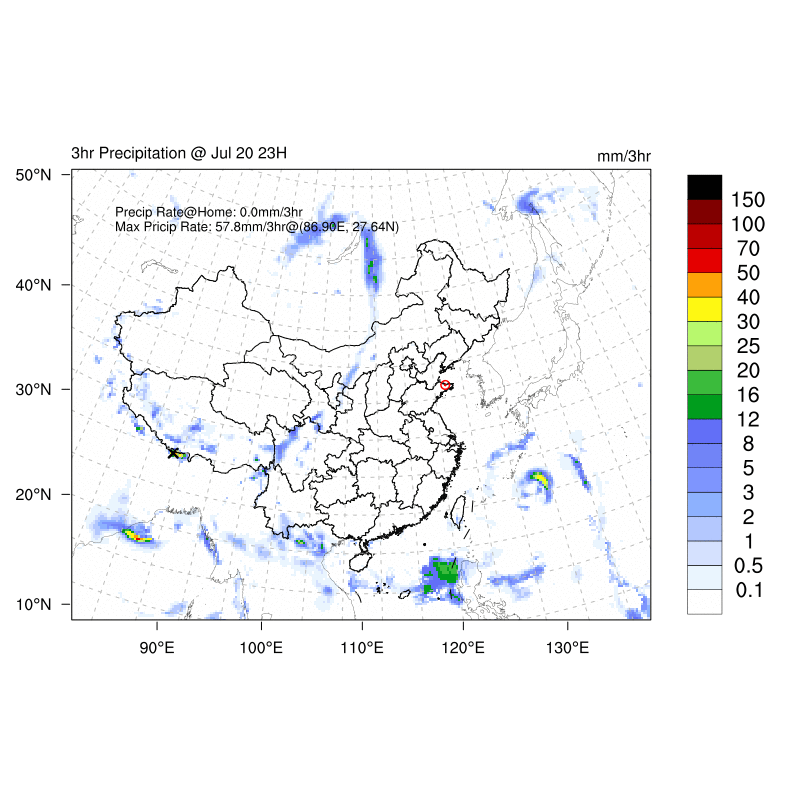 3hr Precipitation @ Jul 20 23H
mm/3hr
Precip Rate@Home: 0.0mm/3hr
Max Pricip Rate: 57.8mm/3hr@(86.90E, 27.64N)
50°N
40°N
30°N
20°N
10°N
90°E
100°E
110°E
120°E
130°E
150
100
70
50
40
30
25
20
16
12
8
5
3
2
1
0.5
0.1